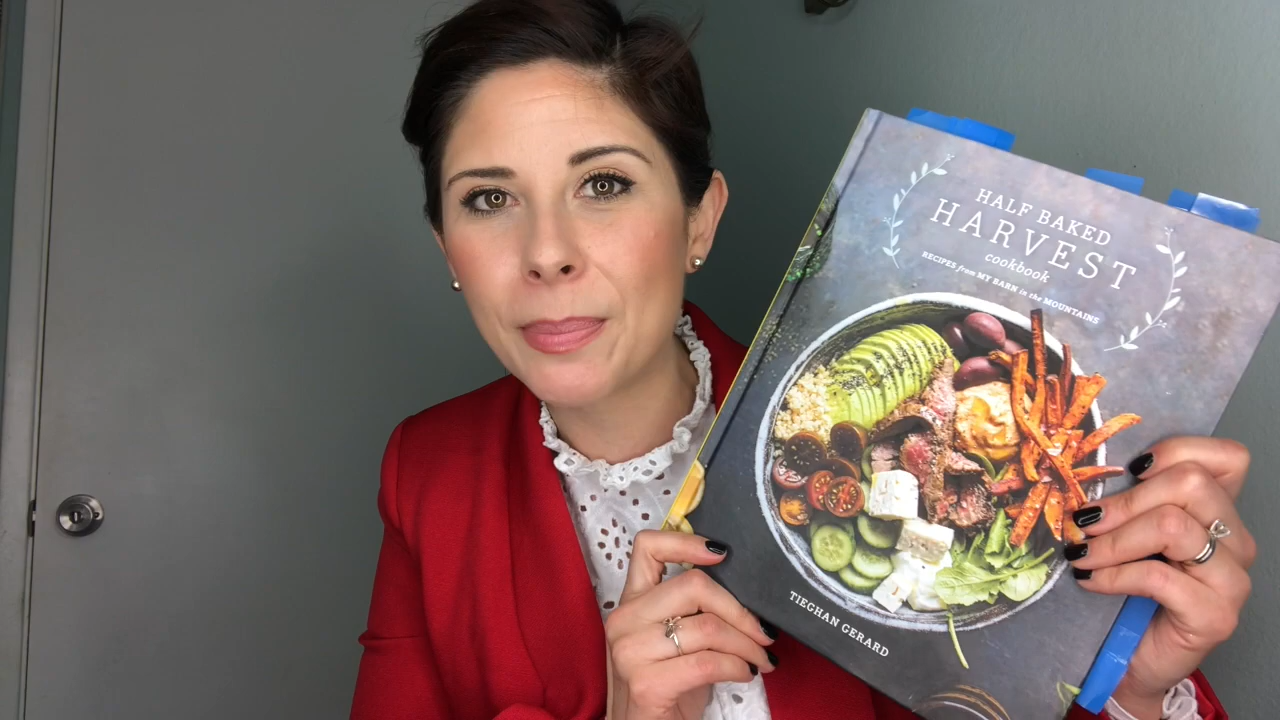 HALF BAKED
HARVEST
cookbook
RECIPES from MY BARN in the MOUNTAINS
TIEGHAN GERARD